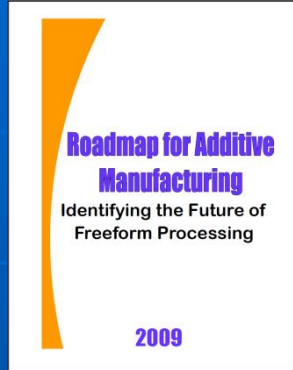 Roadmap for Additive
Manufacturing
Identifying the Future of
Freeform Processing
2009